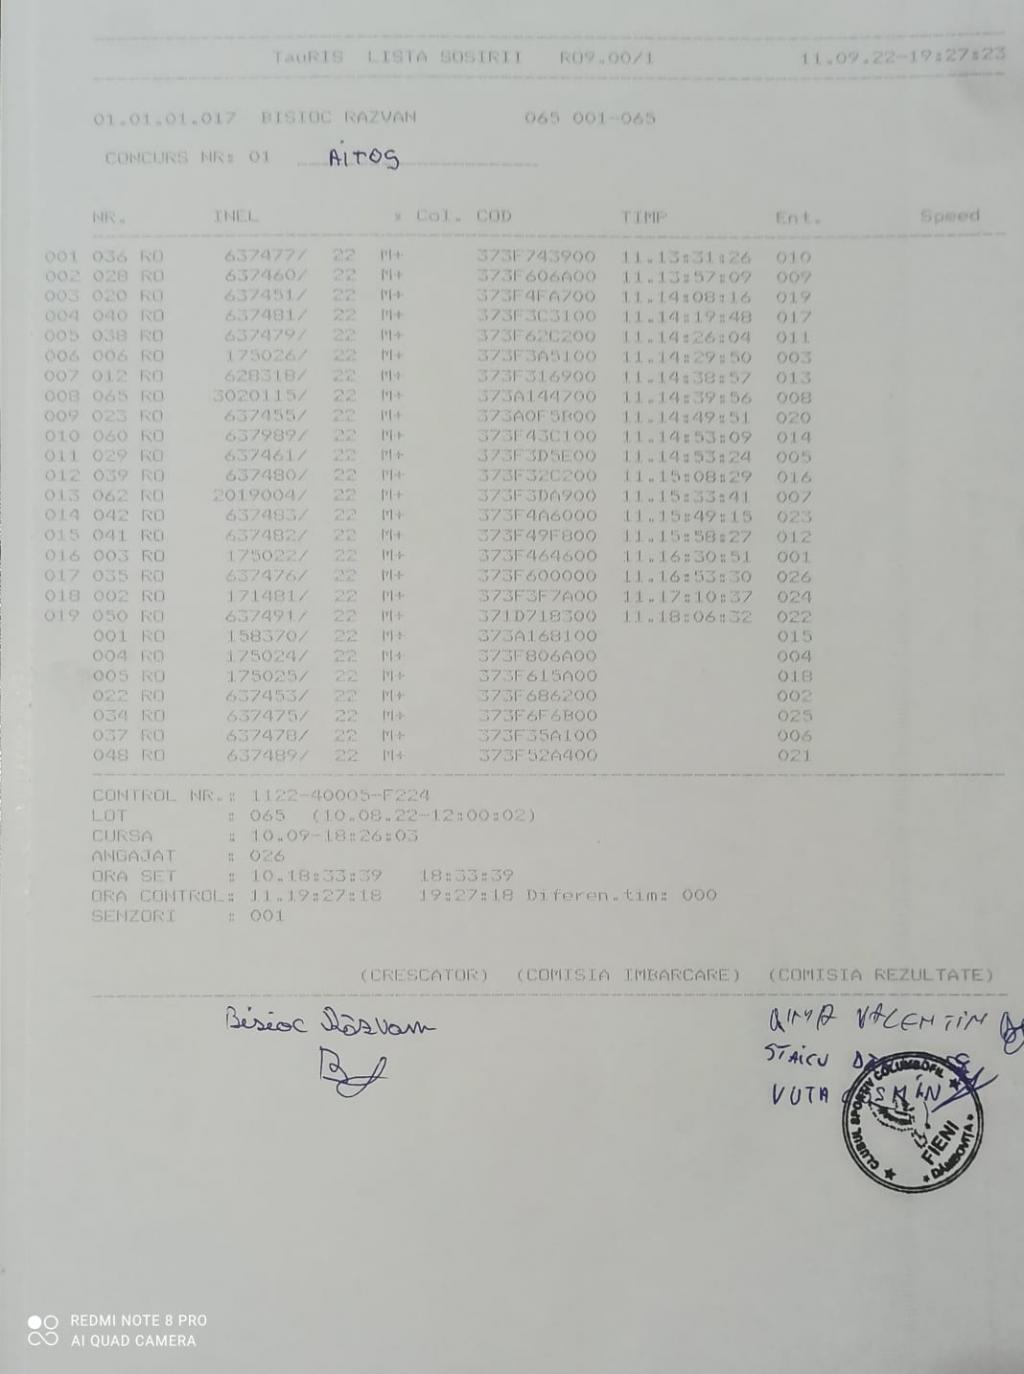 TauRIS LISTA SOSIRII R09.00/1 11.09.22-19:27:23
01.01.01.017 BISIOC RAZVAN 065 001-065
CONCURS NR: 01 AITOS
NR. INEL * Col. COD TIMP Ent. Speed
001 036 RO 637477/ 22 M+ 373F743900 11.13:31:26 010
002 028 RO 637460/ 22 M+ 373F606A00 11.13:57:09 009
003 020 RO 637451/ 22 M+ 373F4FA700 11.14:08:16 019
004 040 RO 637481/ 22 M+ 373F3C3100 11.14:19:48 017
005 038 RO 637479/ 22 M+ 373F62C200 11.14:26:04 011
006 006 RO 175026/ 22 M+ 373F3A5100 11.14:29:50 003
007 012 RO 628318/ 22 M+ 373F316900 11.14:38:57 013
008 065 RO 3020115/ 22 M+ 373A144700 11.14:39:56 008
009 023 RO 637455/ 22 M+ 373A0F5B00 11.14:49:51 020
010 060 RO 637989/ 22 M+ 373F43C100 11.14:53:09 014
011 029 RO 637461/ 22 M+ 373F3D5E00 11.14:53:24 005
012 039 RO 637480/ 22 M+ 373F32C200 11.15:08:29 016
013 062 RO 2019004/ 22 M+ 373F3DA900 11.15:33:41 007
014 042 RO 637483/ 22 M+ 373F4A6000 11.15:49:15 023
015 041 RO 637482/ 22 M+ 373F49F800 11.15:58:27 012
016 003 RO 175022/ 22 M+ 373F464600 11.16:30:51 001
017 035 RO 637476/ 22 M+ 373F600000 11.16:53:30 026
018 002 RO 171481/ 22 M+ 373F3F7A00 11.17:10:37 024
019 050 RO 637491/ 22 M+ 371D718300 11.18:06:32 022
001 RO 158370/ 22 M+ 373A168100 015
004 RO 175024/ 22 M+ 373F806A00 004
005 RO 175025/ 22 M+ 373F615A00 018
022 RO 637453/ 22 M+ 373F686200 002
034 RO 637475/ 22 M+ 373F6F6B00 025
037 RO 637478/ 22 M+ 373F35A100 006
048 RO 637489/ 22 M+ 373F52A400 021
CONTROL NR.: 1122-40005-F224
LOT : 065 (10.08.22-12:00:02)
CURSA : 10.09-18:26:03
ANGAJAT : 026
ORA SET : 10.18:33:39 18:33:39
ORA CONTROL: 11.19:27:18 19:27:18 Diferen.tim: 000
SENZORI : 001
(CRESCATOR) (COMISIA IMBARCARE) (COMISIA REZULTATE)
Bisioc Răzvan
VALENTIN
STAICU
VUTA
CLUBUL SPORTIV COLUMBOFIL
FIENI
DAMBOVITA
REDMI NOTE 8 PRO
AI QUAD CAMERA